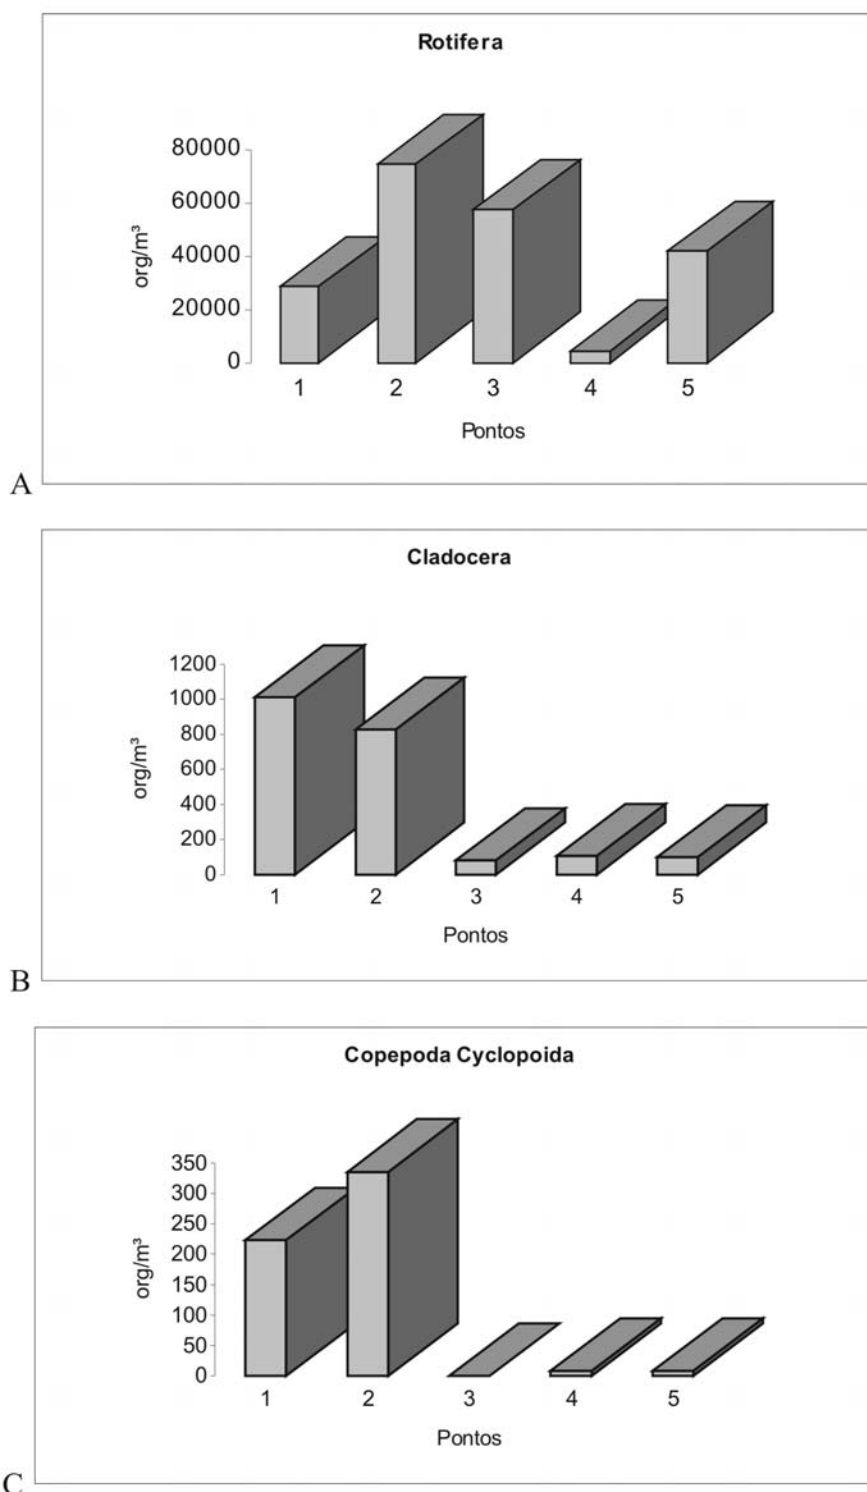 Rotifera
80000
60000
40000
20000
0
org/m³
1 2 3 4 5
Pontos
A
Cladocera
1200
1000
800
600
400
200
0
org/m³
1 2 3 4 5
Pontos
B
Copepoda Cyclopoida
350
300
250
200
150
100
50
0
org/m³
1 2 3 4 5
Pontos
C